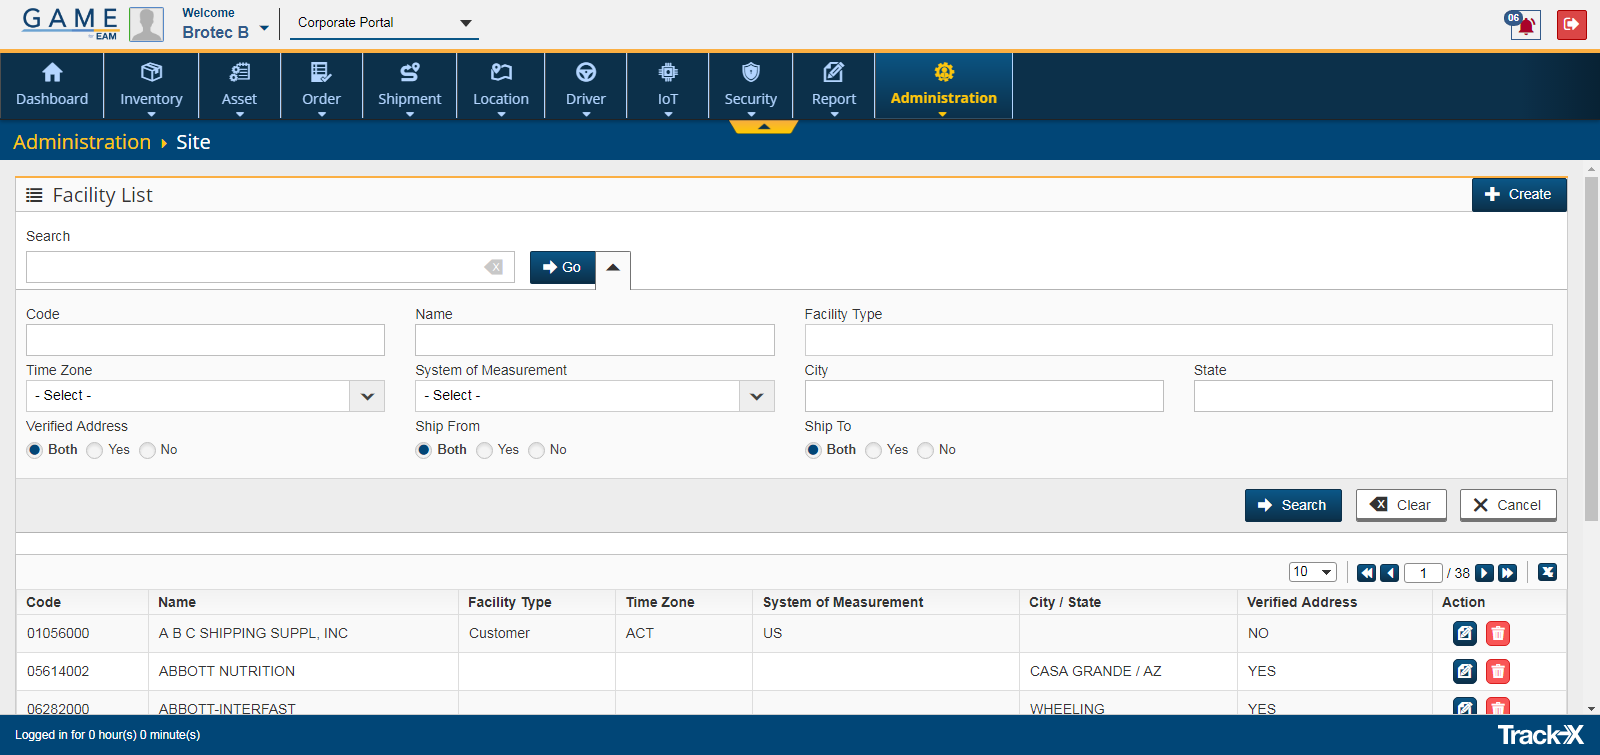 GAME
BY EAM
Welcome
Brotec B
Corporate Portal
06
Dashboard
Inventory
Asset
Order
Shipment
Location
Driver
IoT
Security
Report
Administration
Administration Site
Facility List
Create
Search
Go
Code
Name
Facility Type
Time Zone
System of Measurement
City
State
- Select -
- Select -
Verified Address
Ship From
Ship To
Both Yes No
Both Yes No
Both Yes No
Search
Clear
Cancel
10
1 / 38
Code Name Facility Type Time Zone System of Measurement City / State Verified Address Action
01056000 A B C SHIPPING SUPPL, INC Customer ACT US NO
05614002 ABBOTT NUTRITION CASA GRANDE / AZ YES
06282000 ABBOTT-INTERFAST WHEELING YES
Logged in for 0 hour(s) 0 minute(s)
Track-X